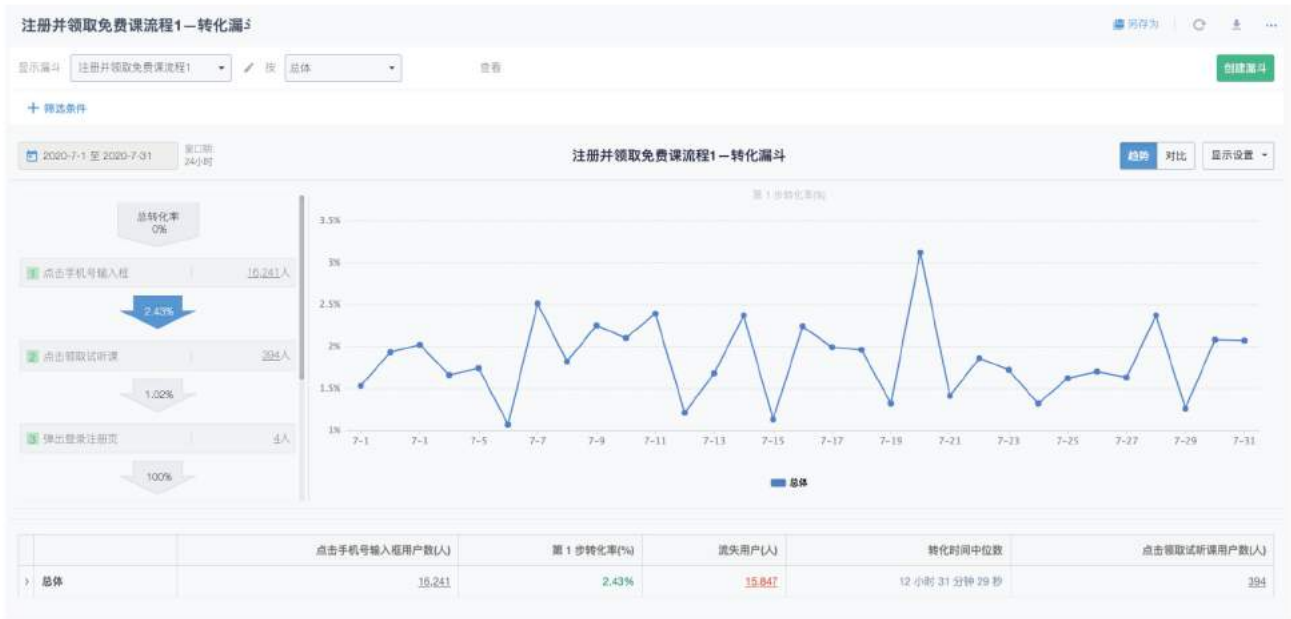 注册并领取免费课流程1—转化漏斗
另存为
显示漏斗 注册并领取免费课流程1 按 总体 查看 创建漏斗
筛选条件
2020-7-1 至 2020-7-31 窗口期: 24小时 注册并领取免费课流程1—转化漏斗 趋势 对比 显示设置
第 1 步转化率(%)
总转化率
0%
1 点击手机号输入框 16,241人
2.43%
2 点击领取试听课 394人
1.02%
3 弹出登录注册页 4人
100%
3.5%
3%
2.5%
2%
1.5%
1%
7-1 7-3 7-5 7-7 7-9 7-11 7-13 7-15 7-17 7-19 7-21 7-23 7-25 7-27 7-29 7-31
总体
点击手机号输入框用户数(人) 第 1 步转化率(%) 流失用户(人) 转化时间中位数 点击领取试听课用户数(人)
总体 16,241 2.43% 15,847 12 小时 31 分钟 29 秒 394